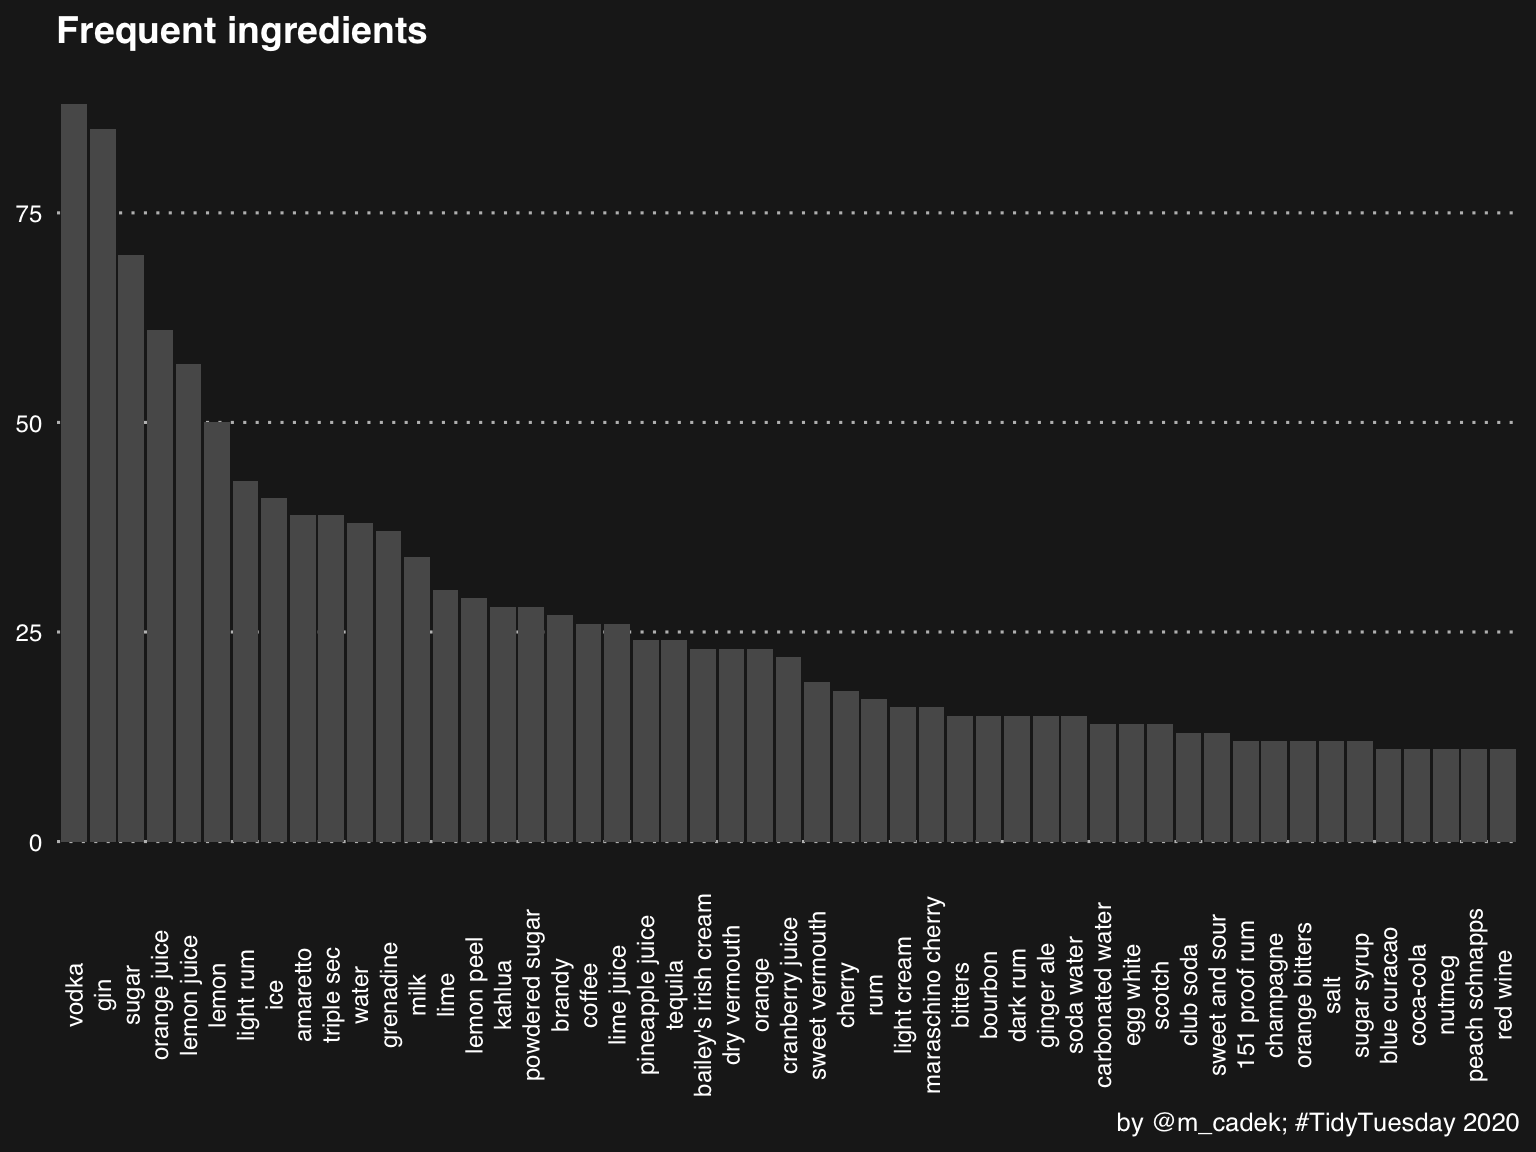 Frequent ingredients
75
50
25
0
vodka
gin
sugar
orange juice
lemon juice
lemon
light rum
ice
amaretto
triple sec
water
grenadine
milk
lime
lemon peel
kahlua
powdered sugar
brandy
coffee
lime juice
pineapple juice
tequila
bailey's irish cream
dry vermouth
orange
cranberry juice
sweet vermouth
cherry
rum
light cream
maraschino cherry
bitters
bourbon
dark rum
ginger ale
soda water
carbonated water
egg white
scotch
club soda
sweet and sour
151 proof rum
champagne
orange bitters
salt
sugar syrup
blue curacao
coca-cola
nutmeg
peach schnapps
red wine
by @m_cadek; #TidyTuesday 2020